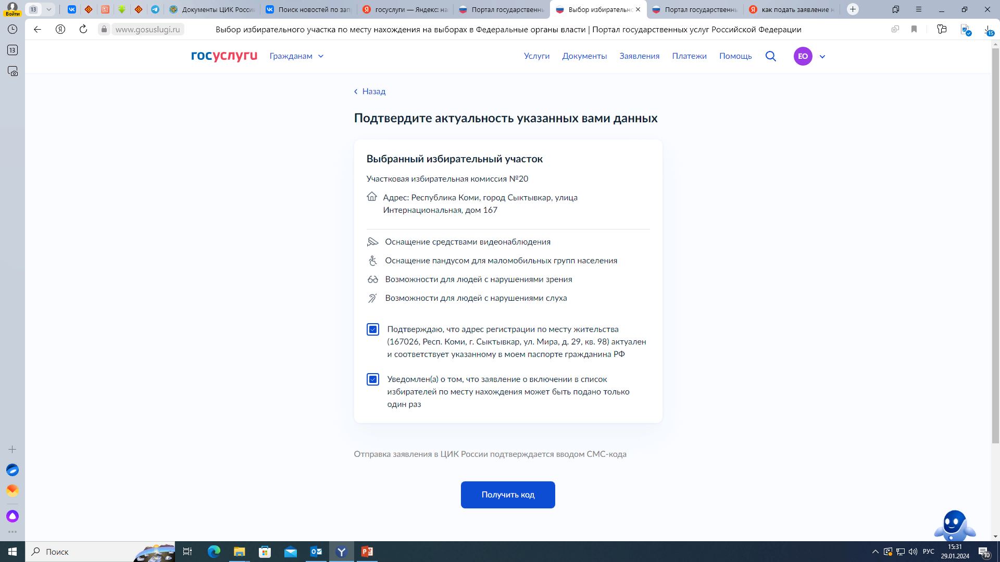 Войти
13
Документы ЦИК Росси
Поиск новостей по зап
госуслуги — Яндекс: на
Портал государственны
Выбор избирательно
Портал государственны
как подать заявление н
www.gosuslugi.ru
Выбор избирательного участка по месту нахождения на выборах в Федеральные органы власти | Портал государственных услуг Российской Федерации
15
13
госуслуги
Гражданам
Услуги
Документы
Заявления
Платежи
Помощь
ЕО
Назад
Подтвердите актуальность указанных вами данных
Выбранный избирательный участок
Участковая избирательная комиссия №20
Адрес: Республика Коми, город Сыктывкар, улица
Интернациональная, дом 167
Оснащение средствами видеонаблюдения
Оснащение пандусом для маломобильных групп населения
Возможности для людей с нарушениями зрения
Возможности для людей с нарушениями слуха
Подтверждаю, что адрес регистрации по месту жительства
(167026, Респ. Коми, г. Сыктывкар, ул. Мира, д. 29, кв. 98) актуален
и соответствует указанному в моем паспорте гражданина РФ
Уведомлен(а) о том, что заявление о включении в список
избирателей по месту нахождения может быть подано только
один раз
Отправка заявления в ЦИК России подтверждается вводом СМС-кода
Получить код
Поиск
РУС
15:31
29.01.2024
10